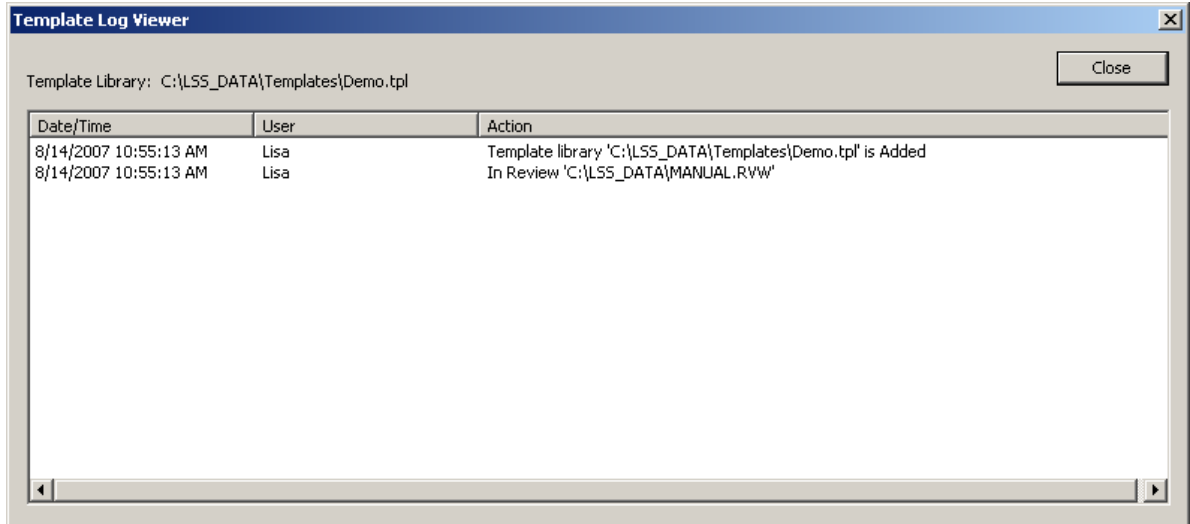 Template Log Viewer
Close
Template Library: C:\LSS_DATA\Templates\Demo.tpl
Date/Time User Action
8/14/2007 10:55:13 AM Lisa Template library 'C:\LSS_DATA\Templates\Demo.tpl' is Added
8/14/2007 10:55:13 AM Lisa In Review 'C:\LSS_DATA\MANUAL.RVW'